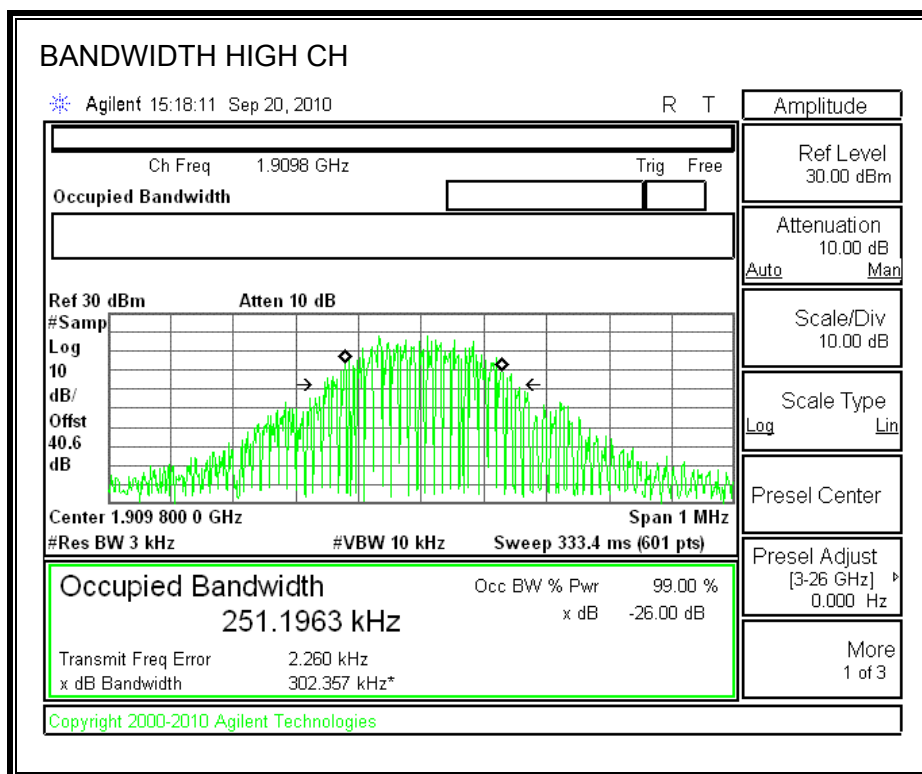 BANDWIDTH HIGH CH
Agilent 15:18:11 Sep 20, 2010
R T
Ch Freq 1.9098 GHz
Trig Free
Occupied Bandwidth
Ref 30 dBm
Atten 10 dB
#Samp
Log
10
dB/
Offst
40.6
dB
Center 1.909 800 0 GHz
Span 1 MHz
#Res BW 3 kHz
#VBW 10 kHz
Sweep 333.4 ms (601 pts)
Occupied Bandwidth
251.1963 kHz
Occ BW % Pwr 99.00 %
x dB -26.00 dB
Transmit Freq Error 2.260 kHz
x dB Bandwidth 302.357 kHz*
Copyright 2000-2010 Agilent Technologies
Amplitude
Ref Level
30.00 dBm
Attenuation
10.00 dB
Auto Man
Scale/Div
10.00 dB
Scale Type
Log Lin
Presel Center
Presel Adjust
[3-26 GHz]
0.000 Hz
More
1 of 3